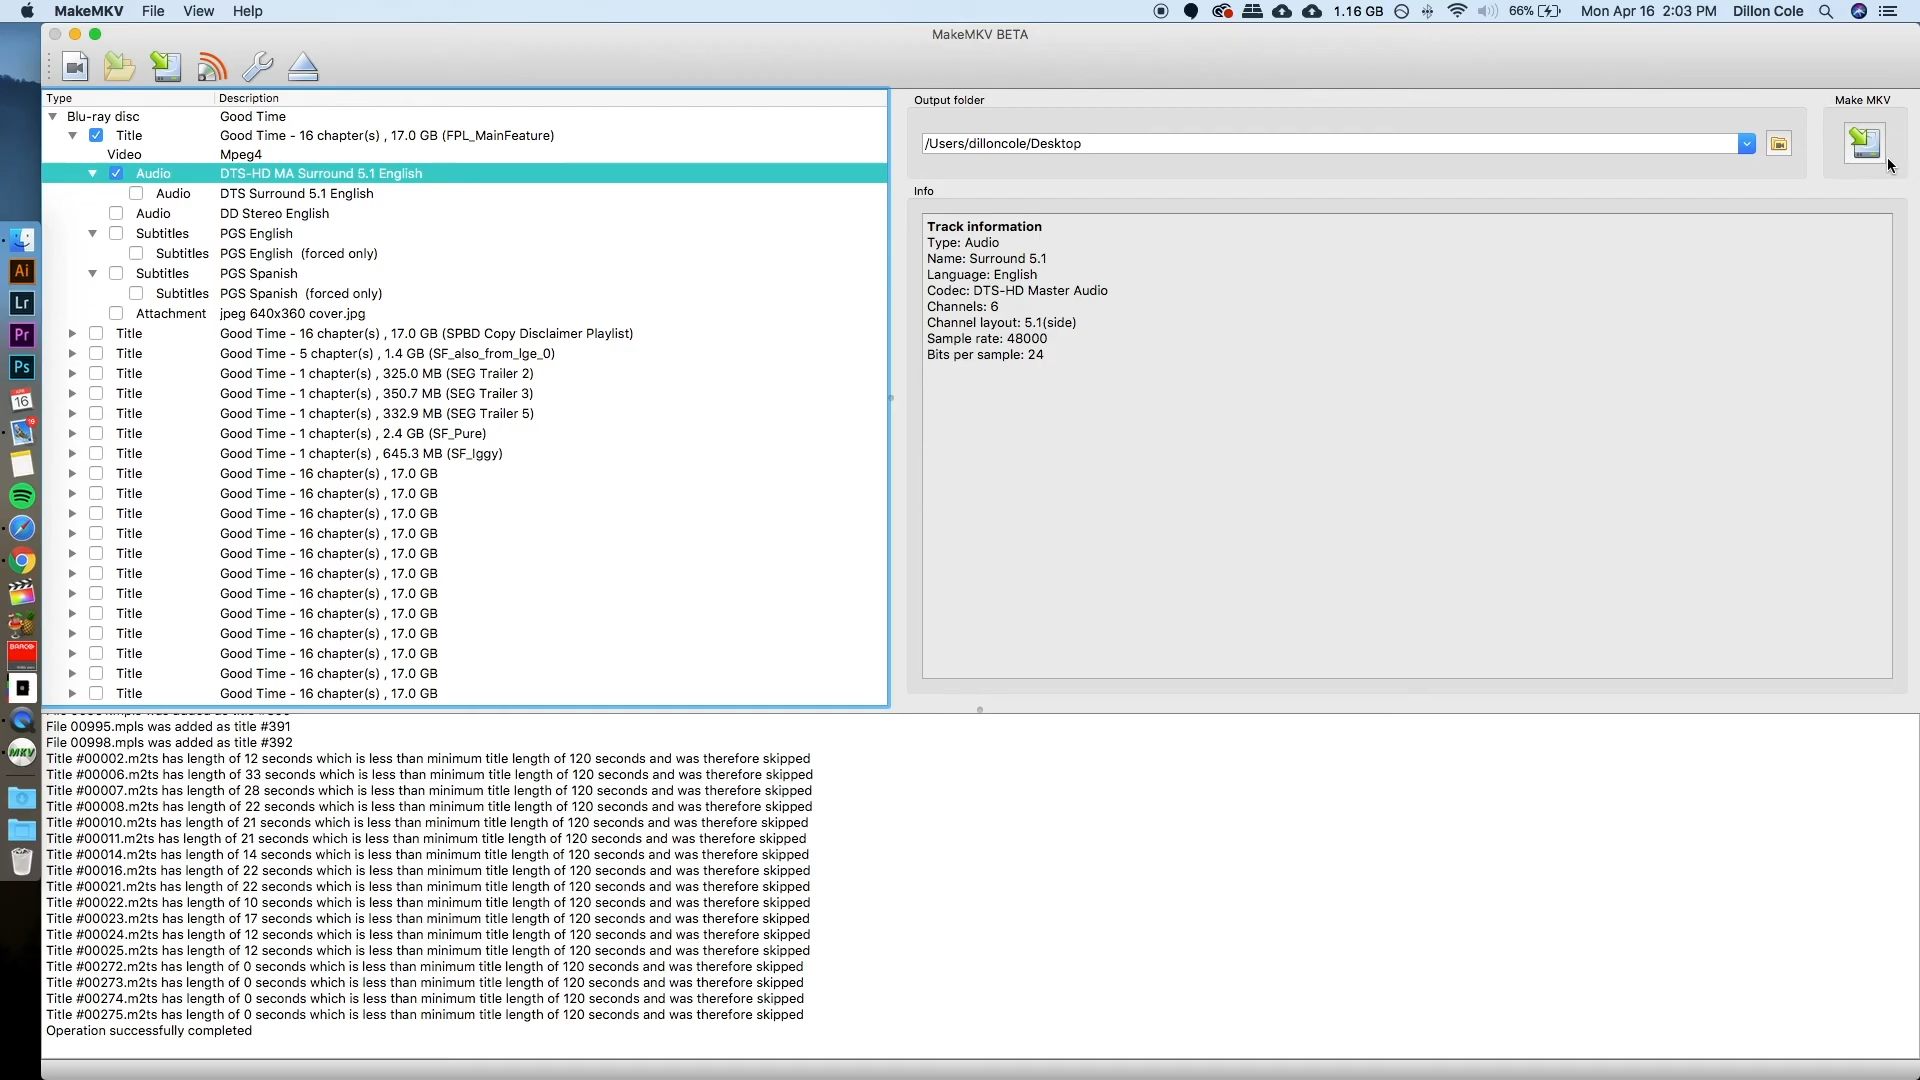 MakeMKV File View Help 1.16 GB 66% Mon Apr 16 2:03 PM Dillon Cole
MakeMKV BETA
Type Description
Blu-ray disc Good Time
Title Good Time - 16 chapter(s) , 17.0 GB (FPL_MainFeature)
Video Mpeg4
Audio DTS-HD MA Surround 5.1 English
Audio DTS Surround 5.1 English
Audio DD Stereo English
Subtitles PGS English
Subtitles PGS English (forced only)
Subtitles PGS Spanish
Subtitles PGS Spanish (forced only)
Attachment jpeg 640x360 cover.jpg
Title Good Time - 16 chapter(s) , 17.0 GB (SPBD Copy Disclaimer Playlist)
Title Good Time - 5 chapter(s) , 1.4 GB (SF_also_from_lge_0)
Title Good Time - 1 chapter(s) , 325.0 MB (SEG Trailer 2)
Title Good Time - 1 chapter(s) , 350.7 MB (SEG Trailer 3)
Title Good Time - 1 chapter(s) , 332.9 MB (SEG Trailer 5)
Title Good Time - 1 chapter(s) , 2.4 GB (SF_Pure)
Title Good Time - 1 chapter(s) , 645.3 MB (SF_Iggy)
Title Good Time - 16 chapter(s) , 17.0 GB
Title Good Time - 16 chapter(s) , 17.0 GB
Title Good Time - 16 chapter(s) , 17.0 GB
Title Good Time - 16 chapter(s) , 17.0 GB
Title Good Time - 16 chapter(s) , 17.0 GB
Title Good Time - 16 chapter(s) , 17.0 GB
Title Good Time - 16 chapter(s) , 17.0 GB
Title Good Time - 16 chapter(s) , 17.0 GB
Title Good Time - 16 chapter(s) , 17.0 GB
Title Good Time - 16 chapter(s) , 17.0 GB
Title Good Time - 16 chapter(s) , 17.0 GB
Title Good Time - 16 chapter(s) , 17.0 GB
Output folder
/Users/dilloncole/Desktop
Make MKV
Info
Track information
Type: Audio
Name: Surround 5.1
Language: English
Codec: DTS-HD Master Audio
Channels: 6
Channel layout: 5.1(side)
Sample rate: 48000
Bits per sample: 24
File 00995.mpls was added as title #391
File 00998.mpls was added as title #392
Title #00002.m2ts has length of 12 seconds which is less than minimum title length of 120 seconds and was therefore skipped
Title #00006.m2ts has length of 33 seconds which is less than minimum title length of 120 seconds and was therefore skipped
Title #00007.m2ts has length of 28 seconds which is less than minimum title length of 120 seconds and was therefore skipped
Title #00008.m2ts has length of 22 seconds which is less than minimum title length of 120 seconds and was therefore skipped
Title #00010.m2ts has length of 21 seconds which is less than minimum title length of 120 seconds and was therefore skipped
Title #00011.m2ts has length of 21 seconds which is less than minimum title length of 120 seconds and was therefore skipped
Title #00014.m2ts has length of 14 seconds which is less than minimum title length of 120 seconds and was therefore skipped
Title #00016.m2ts has length of 22 seconds which is less than minimum title length of 120 seconds and was therefore skipped
Title #00021.m2ts has length of 22 seconds which is less than minimum title length of 120 seconds and was therefore skipped
Title #00022.m2ts has length of 10 seconds which is less than minimum title length of 120 seconds and was therefore skipped
Title #00023.m2ts has length of 17 seconds which is less than minimum title length of 120 seconds and was therefore skipped
Title #00024.m2ts has length of 12 seconds which is less than minimum title length of 120 seconds and was therefore skipped
Title #00025.m2ts has length of 12 seconds which is less than minimum title length of 120 seconds and was therefore skipped
Title #00272.m2ts has length of 0 seconds which is less than minimum title length of 120 seconds and was therefore skipped
Title #00273.m2ts has length of 0 seconds which is less than minimum title length of 120 seconds and was therefore skipped
Title #00274.m2ts has length of 0 seconds which is less than minimum title length of 120 seconds and was therefore skipped
Title #00275.m2ts has length of 0 seconds which is less than minimum title length of 120 seconds and was therefore skipped
Operation successfully completed
Ai
Lr
Pr
Ps
16
19
BARCO
MKV